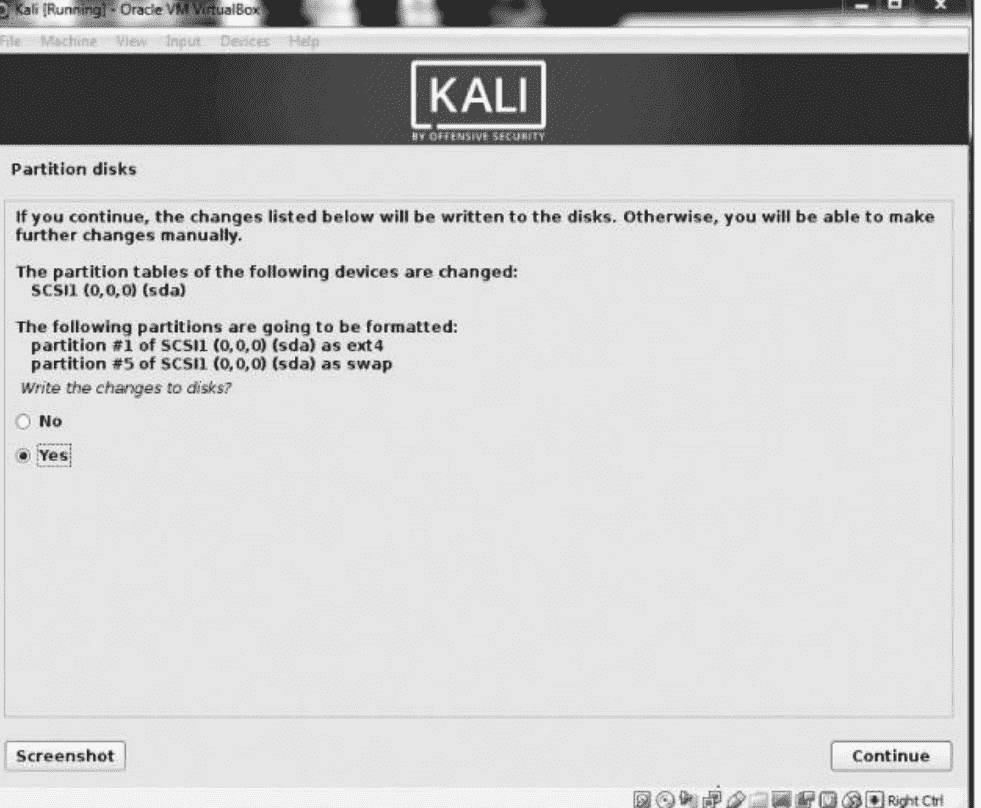 Kali [Running] - Oracle VM VirtualBox
File Machine View Input Devices Help
KALI
BY OFFENSIVE SECURITY
Partition disks
If you continue, the changes listed below will be written to the disks. Otherwise, you will be able to make
further changes manually.
The partition tables of the following devices are changed:
SCSI1 (0,0,0) (sda)
The following partitions are going to be formatted:
partition #1 of SCSI1 (0,0,0) (sda) as ext4
partition #5 of SCSI1 (0,0,0) (sda) as swap
Write the changes to disks?
No
Yes
Screenshot
Continue
Right Ctrl